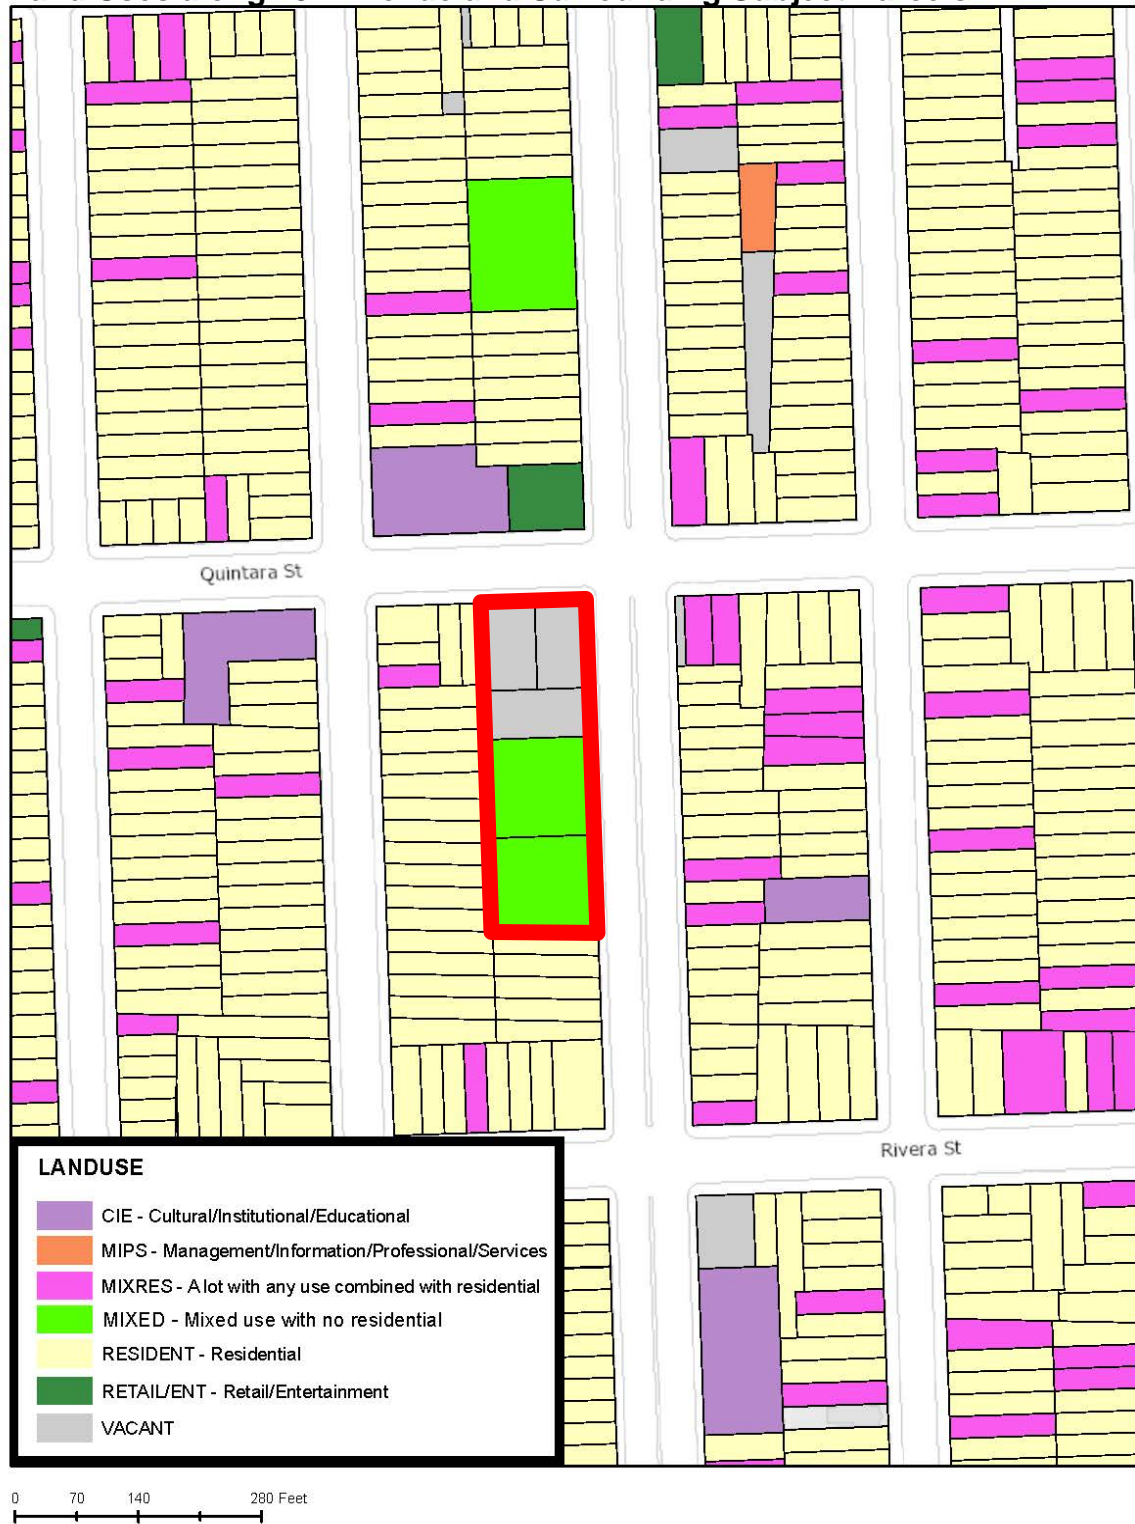 Quintara St
Rivera St
LANDUSE
CIE - Cultural/Institutional/Educational
MIPS - Management/Information/Professional/Services
MIXRES - A lot with any use combined with residential
MIXED - Mixed use with no residential
RESIDENT - Residential
RETAIL/ENT - Retail/Entertainment
VACANT
0 70 140 280 Feet